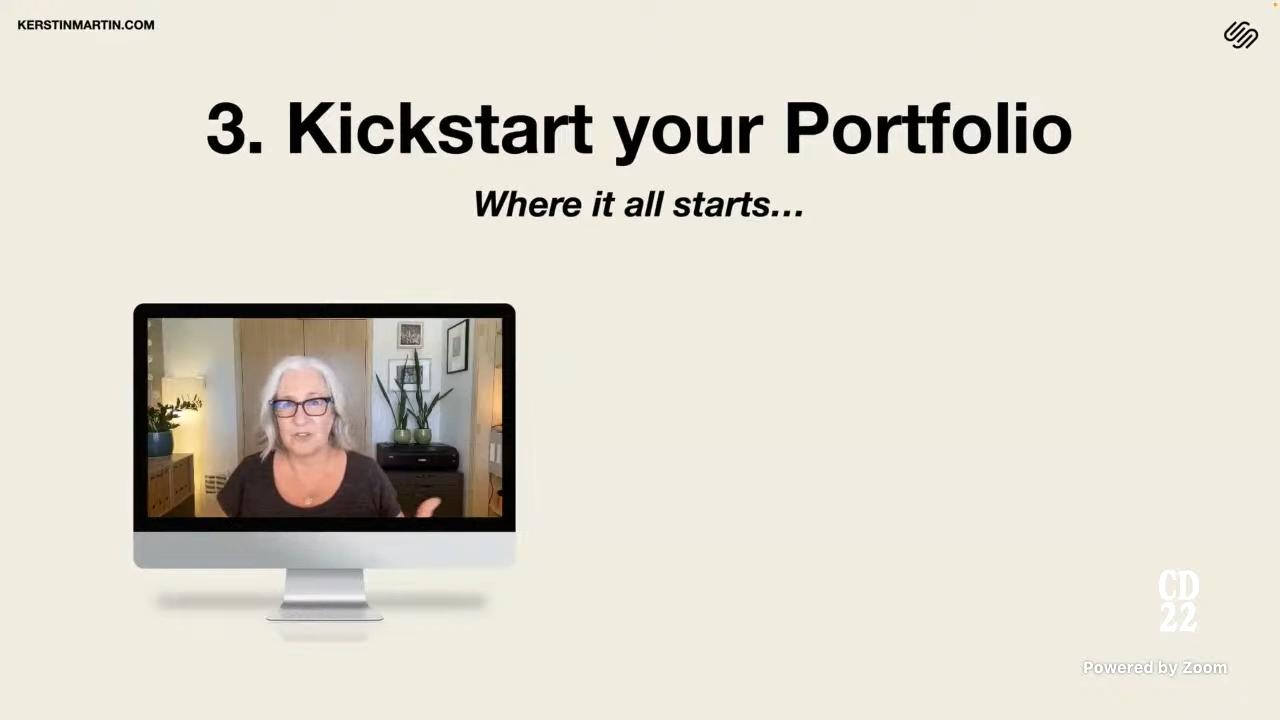 KERSTINMARTIN.COM
3. Kickstart your Portfolio
Where it all starts...
CD
22
Powered by Zoom